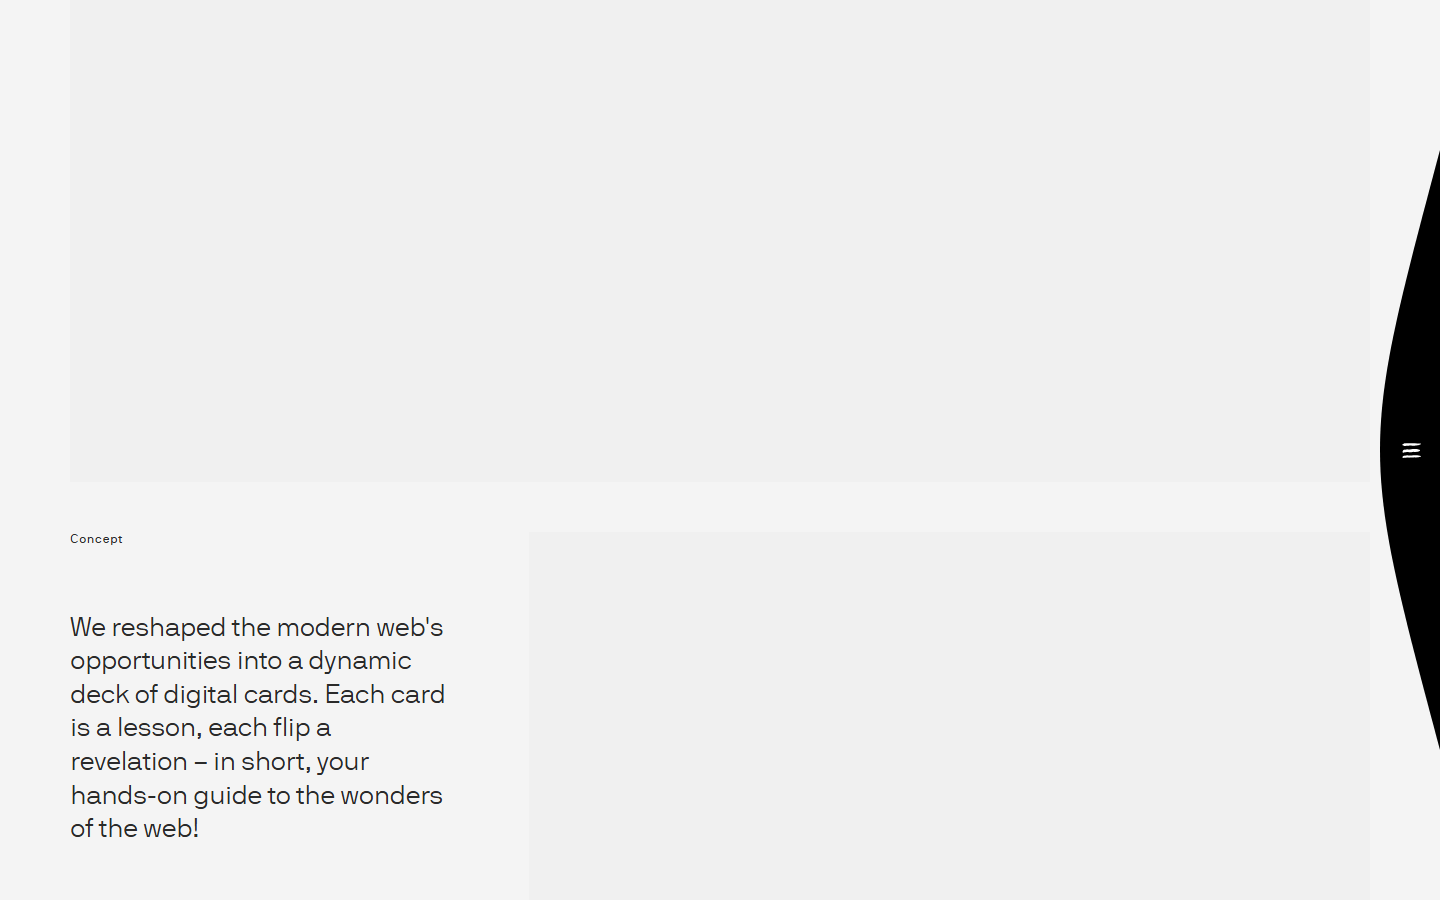 Concept
We reshaped the modern web's
opportunities into a dynamic
deck of digital cards. Each card
is a lesson, each flip a
revelation – in short, your
hands-on guide to the wonders
of the web!